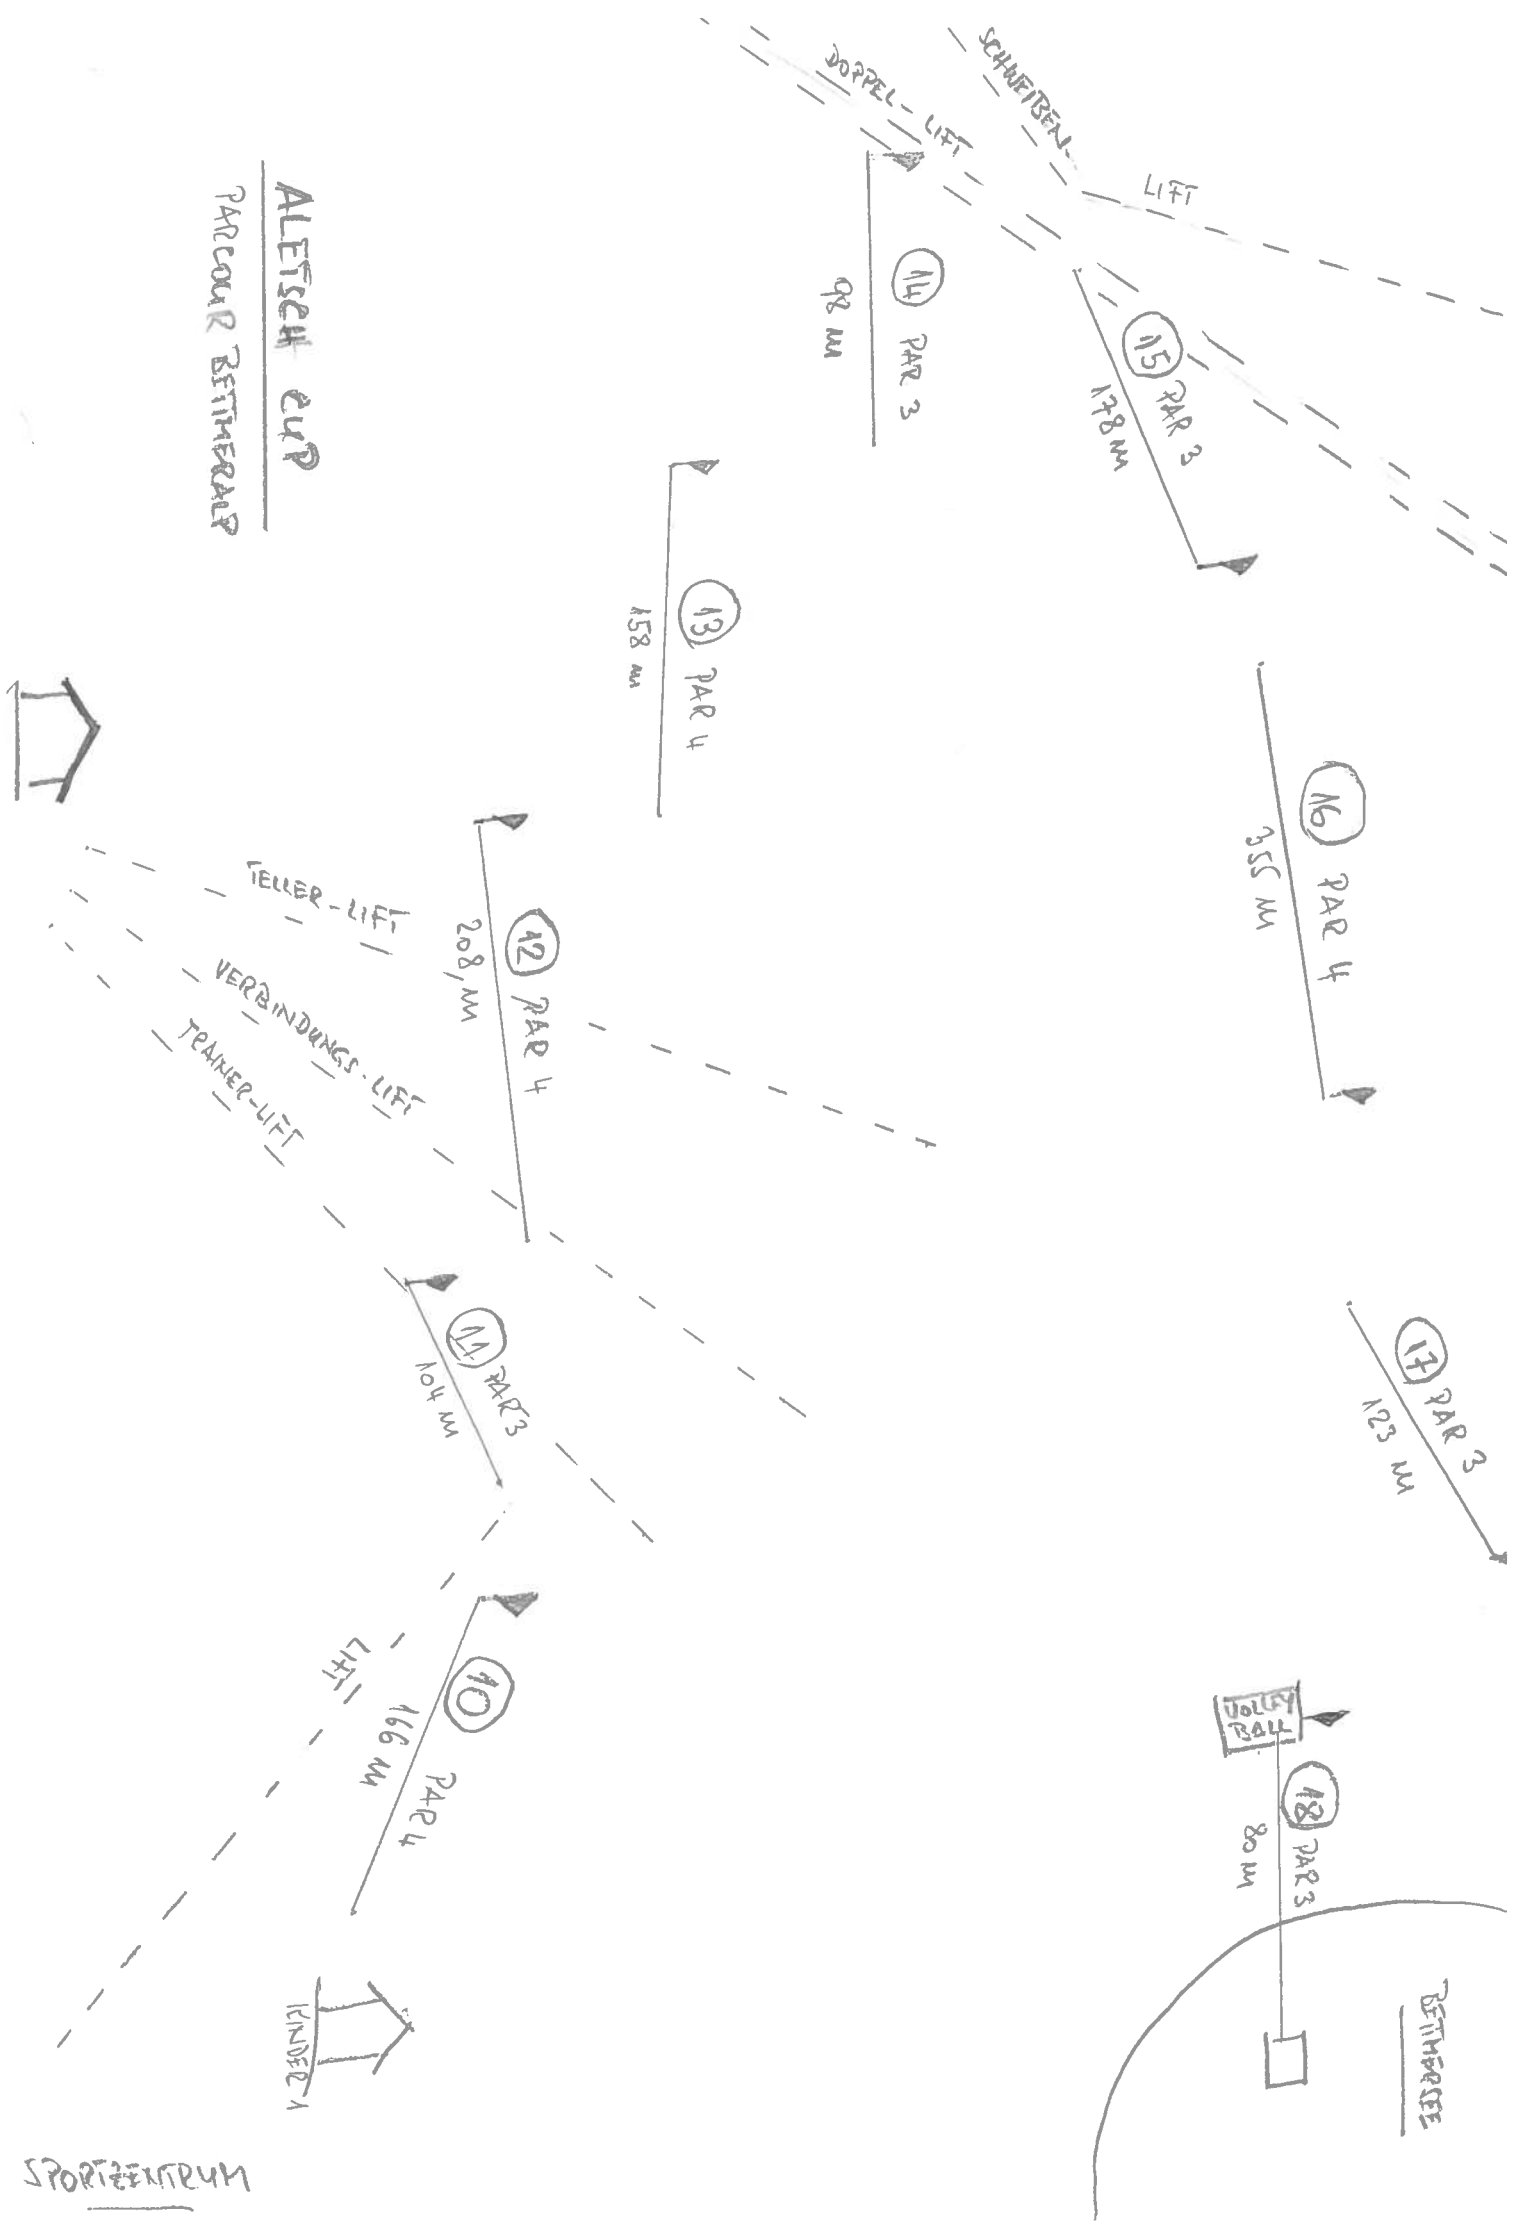 ALETSCH CUP
PARCOUR BETTMERALP
DOPPEL-LIFT
SCHWEIBEN-
LIFT
14 PAR 3
98 m
15 PAR 3
178 m
13 PAR 4
158 m
16 PAR 4
355 m
TELLER-LIFT
VERBINDUNGS-LIFT
TRAINER-LIFT
12 PAR 4
208 m
11 PAR 3
104 m
17 PAR 3
123 m
LIFT
10 PAR 4
166 m
VOLLEY
BALL
18 PAR 3
80 m
BETTMERSEE
KINDER-1
SPORTZENTRUM